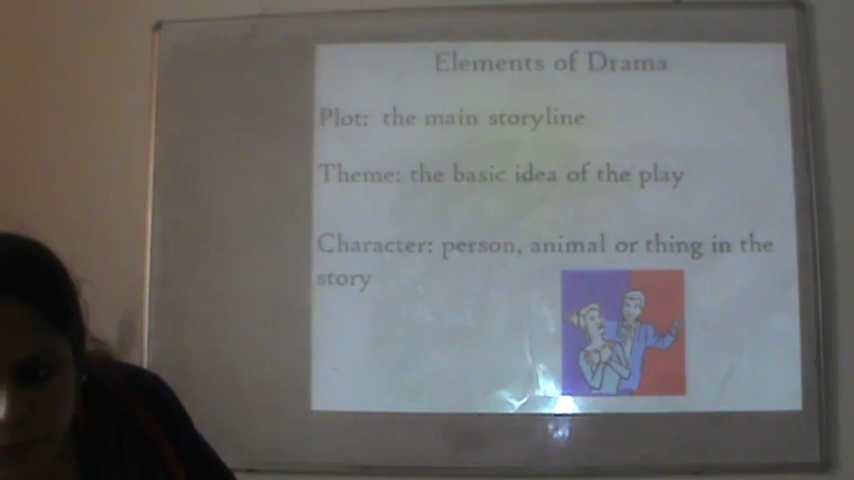 Elements of Drama
Plot: the main storyline
Theme: the basic idea of the play
Character: person, animal or thing in the
story